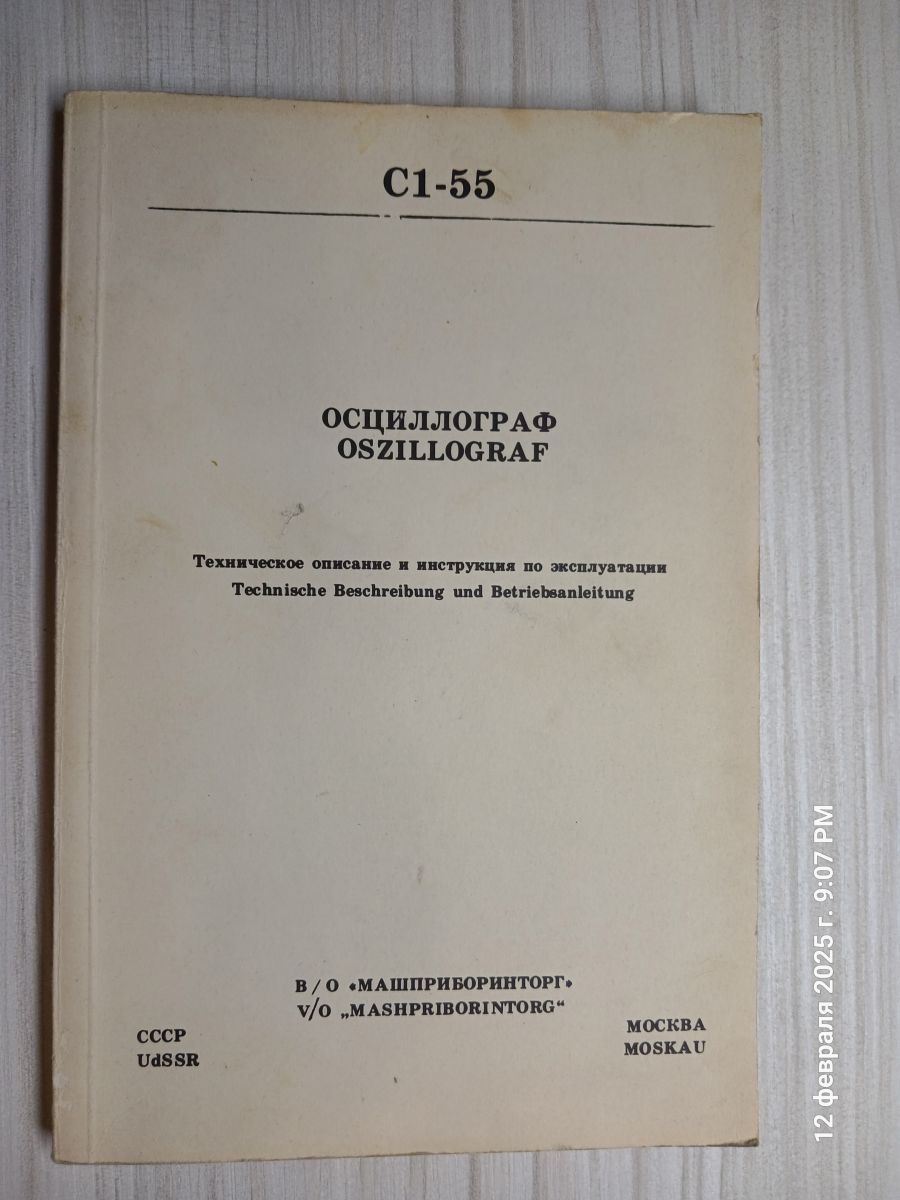 С1-55
ОСЦИЛЛОГРАФ
OSZILLOGRAF
Техническое описание и инструкция по эксплуатации
Technische Beschreibung und Betriebsanleitung
В/О «МАШПРИБОРИНТОРГ»
V/O „MASHPRIBORINTORG“
СССР
UdSSR
МОСКВА
MOSKAU
12 февраля 2025 г. 9:07 PM